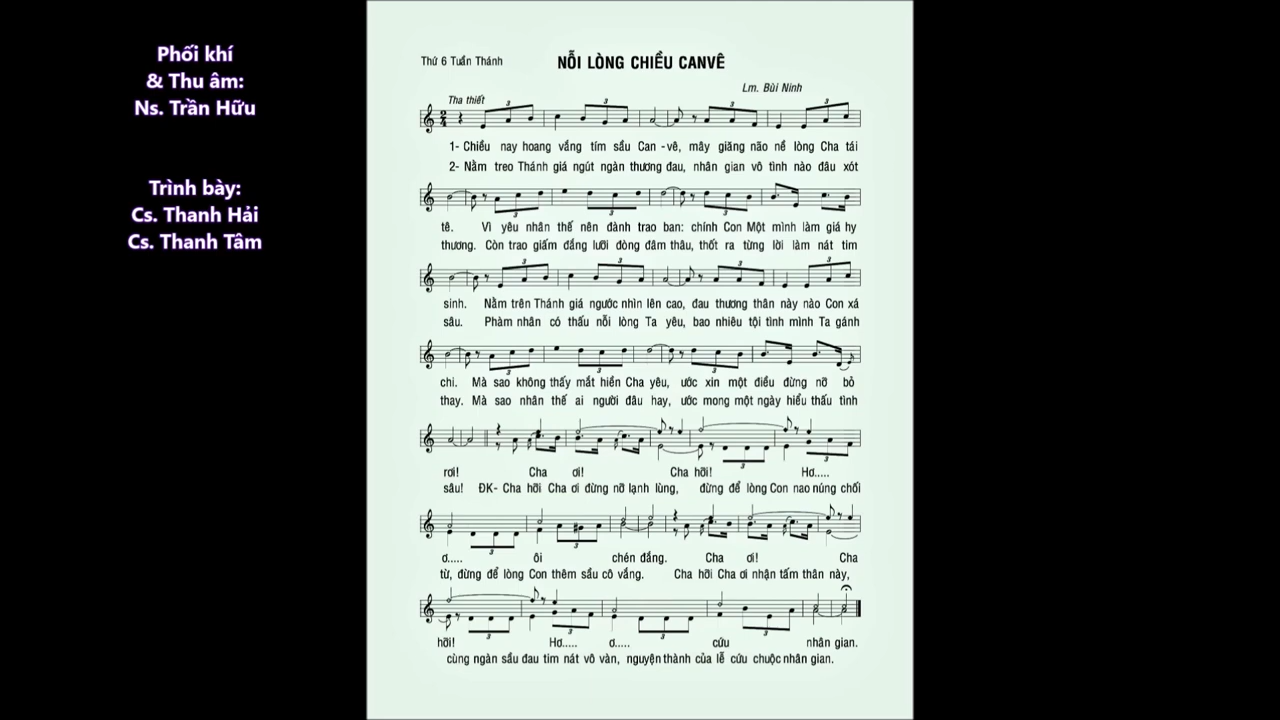 Phối khí
& Thu âm:
Ns. Trần Hữu
Trình bày:
Cs. Thanh Hải
Cs. Thanh Tâm
Thứ 6 Tuần Thánh
NỖI LÒNG CHIỀU CANVÊ
Lm. Bùi Ninh
Tha thiết
1- Chiều nay hoang vắng tím sầu Can -vê, mây giăng não nề lòng Cha tái
2- Nằm treo Thánh giá ngút ngàn thương đau, nhân gian vô tình nào đâu xót
tê. Vì yêu nhân thế nên dành trao ban: chính Con Một mình làm giá hy
thương. Còn trao giấm đắng lưỡi đòng đâm thâu, thốt ra từng lời làm nát tim
sinh. Nằm trên Thánh giá ngước nhìn lên cao, đau thương thân này nào Con xá
sâu. Phàm nhân có thấu nỗi lòng Ta yêu, bao nhiêu tội tình mình Ta gánh
chi. Mà sao không thấy mắt hiền Cha yêu, ước xin một điều đừng nỡ bỏ
thay. Mà sao nhân thế ai người đâu hay, ước mong một ngày hiểu thấu tình
rơi! Cha ơi! Cha hỡi! Hơ.....
sâu! ĐK- Cha hỡi Cha ơi đừng nỡ lạnh lùng, đừng để lòng Con nao núng chối
ơ..... ôi chén đắng. Cha ơi! Cha
từ, đừng để lòng Con thêm sầu cô vắng. Cha hỡi Cha ơi nhận tấm thân này,
hỡi! Hơ..... ơ..... cứu nhân gian.
cùng ngàn sầu đau tim nát vô vàn, nguyện thành của lễ cứu chuộc nhân gian.